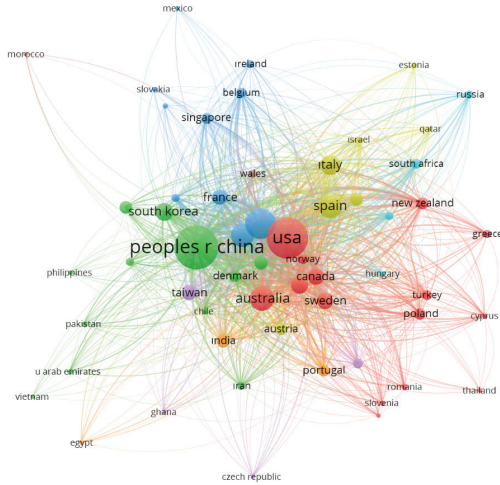 mexico
morocco
ireland
estonia
slovakia
belgium
russia
singapore
qatar
israel
italy
south africa
wales
france
spain
new zealand
south korea
usa
greece
peoples r china
norway
philippines
denmark
canada
hungary
taiwan
australia
sweden
turkey
chile
poland
cyprus
pakistan
austria
india
portugal
u arab emirates
iran
romania
thailand
vietnam
slovenia
ghana
egypt
czech republic